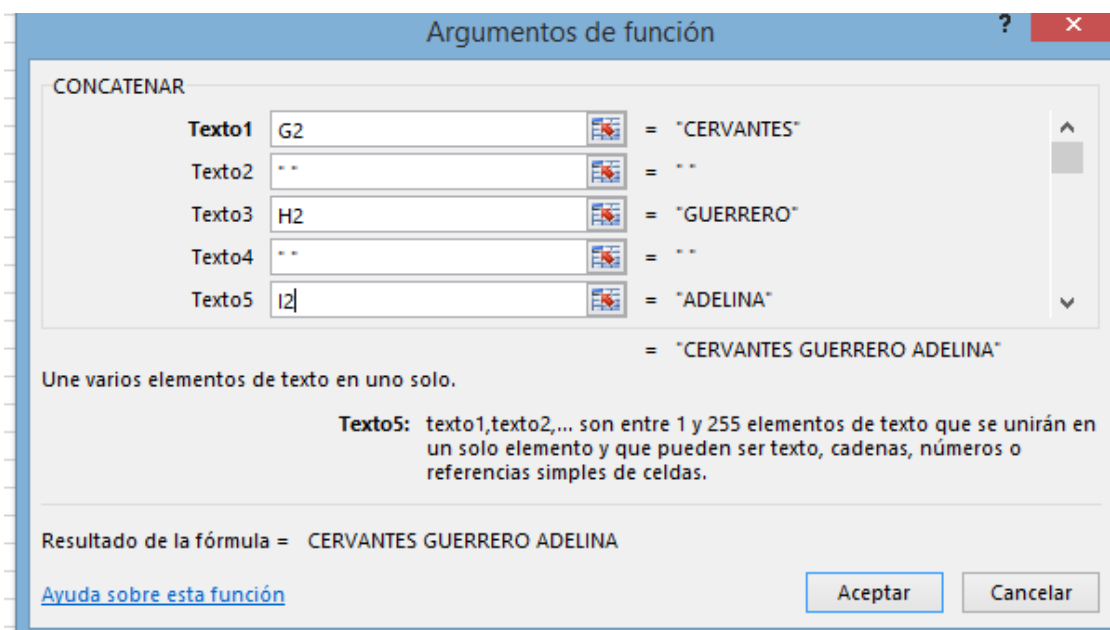 Argumentos de función ? ×
CONCATENAR
Texto1 G2 = "CERVANTES"
Texto2 " " = " "
Texto3 H2 = "GUERRERO"
Texto4 " " = " "
Texto5 I2 = "ADELINA"
= "CERVANTES GUERRERO ADELINA"
Une varios elementos de texto en uno solo.
Texto5: texto1,texto2,... son entre 1 y 255 elementos de texto que se unirán en
un solo elemento y que pueden ser texto, cadenas, números o
referencias simples de celdas.
Resultado de la fórmula = CERVANTES GUERRERO ADELINA
Ayuda sobre esta función Aceptar Cancelar